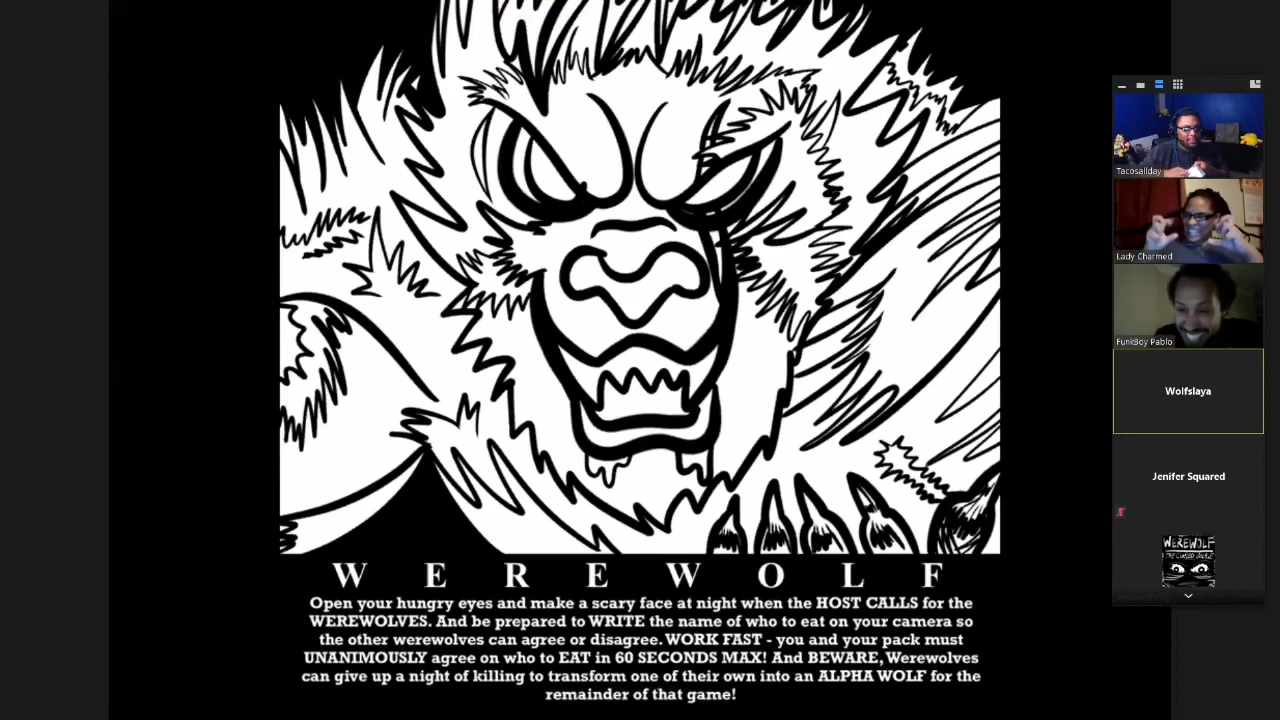 Tacosallday
Lady Charmed
FunkBoy Pablo
Wolfslaya
Jenifer Squared
WEREWOLF
THE CURSED VILLAGE
W E R E W O L F
Open your hungry eyes and make a scary face at night when the HOST CALLS for the
WEREWOLVES. And be prepared to WRITE the name of who to eat on your camera so
the other werewolves can agree or disagree. WORK FAST - you and your pack must
UNANIMOUSLY agree on who to EAT in 60 SECONDS MAX! And BEWARE, Werewolves
can give up a night of killing to transform one of their own into an ALPHA WOLF for the
remainder of that game!